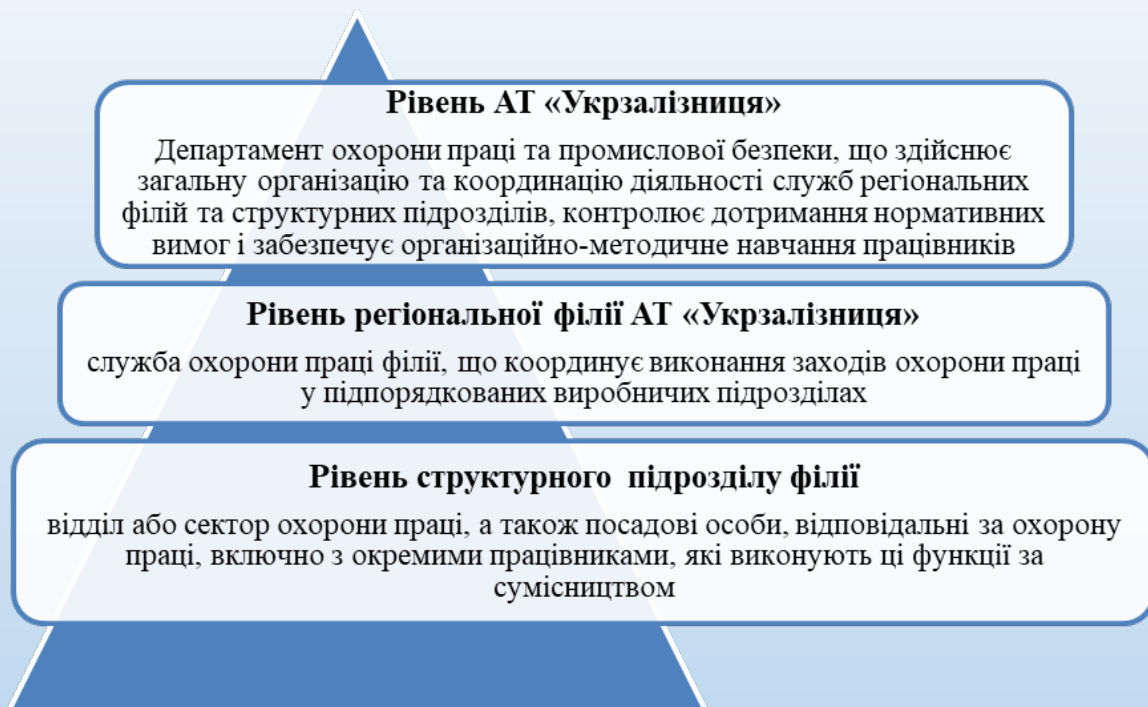 Рівень АТ «Укрзалізниця»
Департамент охорони праці та промислової безпеки, що здійснює
загальну організацію та координацію діяльності служб регіональних
філій та структурних підрозділів, контролює дотримання нормативних
вимог і забезпечує організаційно-методичне навчання працівників
Рівень регіональної філії АТ «Укрзалізниця»
служба охорони праці філії, що координує виконання заходів охорони праці
у підпорядкованих виробничих підрозділах
Рівень структурного підрозділу філії
відділ або сектор охорони праці, а також посадові особи, відповідальні за охорону
праці, включно з окремими працівниками, які виконують ці функції за
сумісництвом